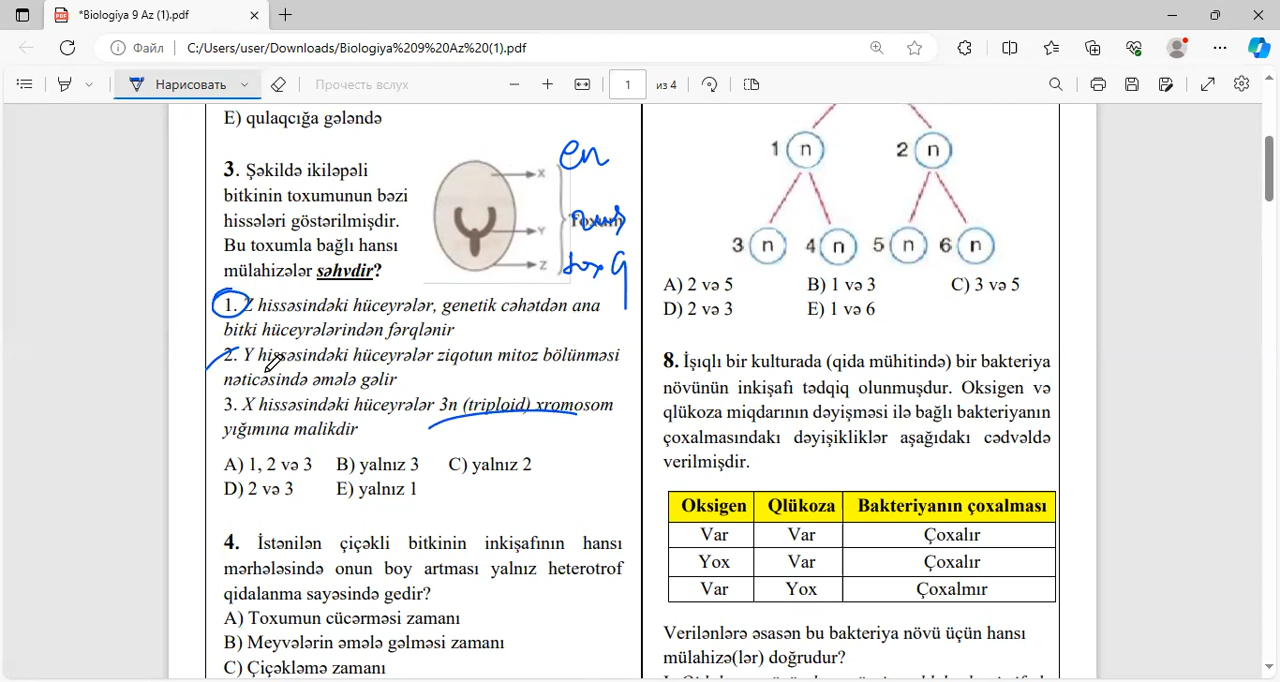 *Biologiya 9 Az (1).pdf
Файл
C:/Users/user/Downloads/Biologiya%209%20Az%20(1).pdf
Нарисовать
Прочесть вслух
1
из 4
E) qulaqcığa gələndə
3. Şəkildə ikiləpəli
bitkinin toxumunun bəzi
hissələri göstərilmişdir.
Bu toxumla bağlı hansı
mülahizələr səhvdir?
X
Y
Z
en
tox q
1. Z hissəsindəki hüceyrələr, genetik cəhətdən ana
bitki hüceyrələrindən fərqlənir
2. Y hissəsindəki hüceyrələr ziqotun mitoz bölünməsi
nəticəsində əmələ gəlir
3. X hissəsindəki hüceyrələr 3n (triploid) xromosom
yığımına malikdir
A) 1, 2 və 3 B) yalnız 3 C) yalnız 2
D) 2 və 3 E) yalnız 1
4. İstənilən çiçəkli bitkinin inkişafının hansı
mərhələsində onun boy artması yalnız heterotrof
qidalanma sayəsində gedir?
A) Toxumun cücərməsi zamanı
B) Meyvələrin əmələ gəlməsi zamanı
C) Çiçəkləmə zamanı
1 n 2 n
3 n 4 n 5 n 6 n
A) 2 və 5 B) 1 və 3 C) 3 və 5
D) 2 və 3 E) 1 və 6
8. İşıqlı bir kulturada (qida mühitində) bir bakteriya
növünün inkişafı tədqiq olunmuşdur. Oksigen və
qlükoza miqdarının dəyişməsi ilə bağlı bakteriyanın
çoxalmasındakı dəyişikliklər aşağıdakı cədvəldə
verilmişdir.
Oksigen Qlükoza Bakteriyanın çoxalması
Var Var Çoxalır
Yox Var Çoxalır
Var Yox Çoxalmır
Verilənlərə əsasən bu bakteriya növü üçün hansı
mülahizə(lər) doğrudur?